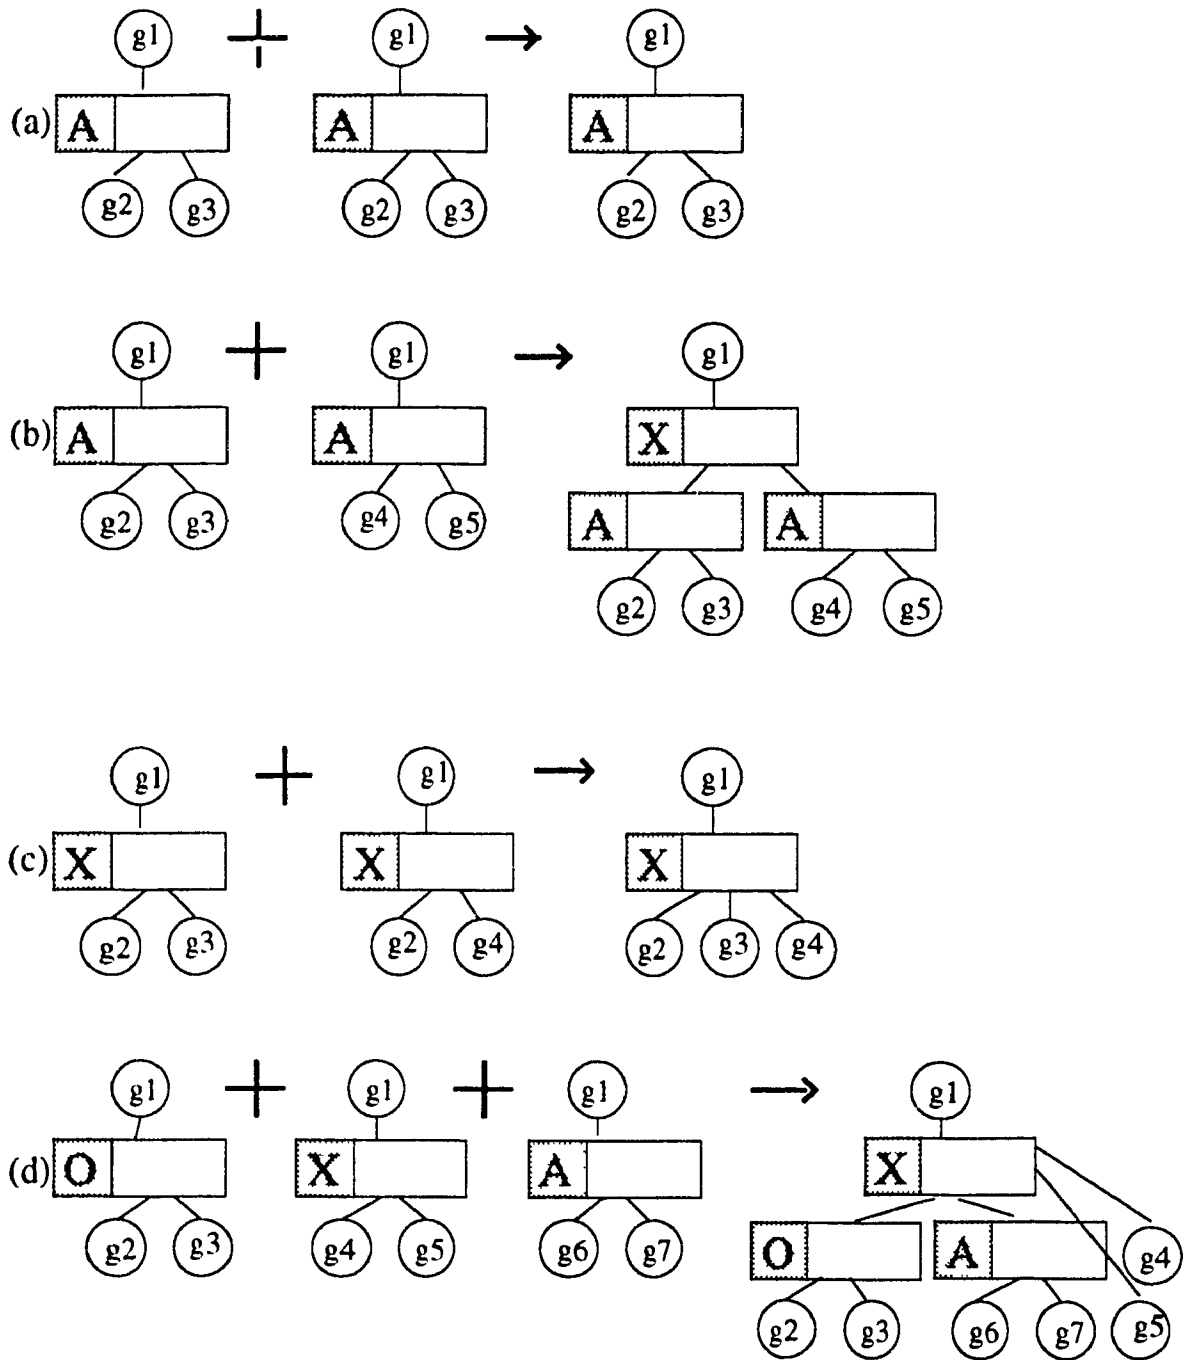 g1 g1 g1
(a) A A A
g2 g3 g2 g3 g2 g3
g1 g1 g1
(b) A A X
g2 g3 g4 g5 A A
g2 g3 g4 g5
g1 g1 g1
(c) X X X
g2 g3 g2 g4 g2 g3 g4
g1 g1 g1 g1
(d) O X A X
g2 g3 g4 g5 g6 g7 O A g4
g2 g3 g6 g7 g5